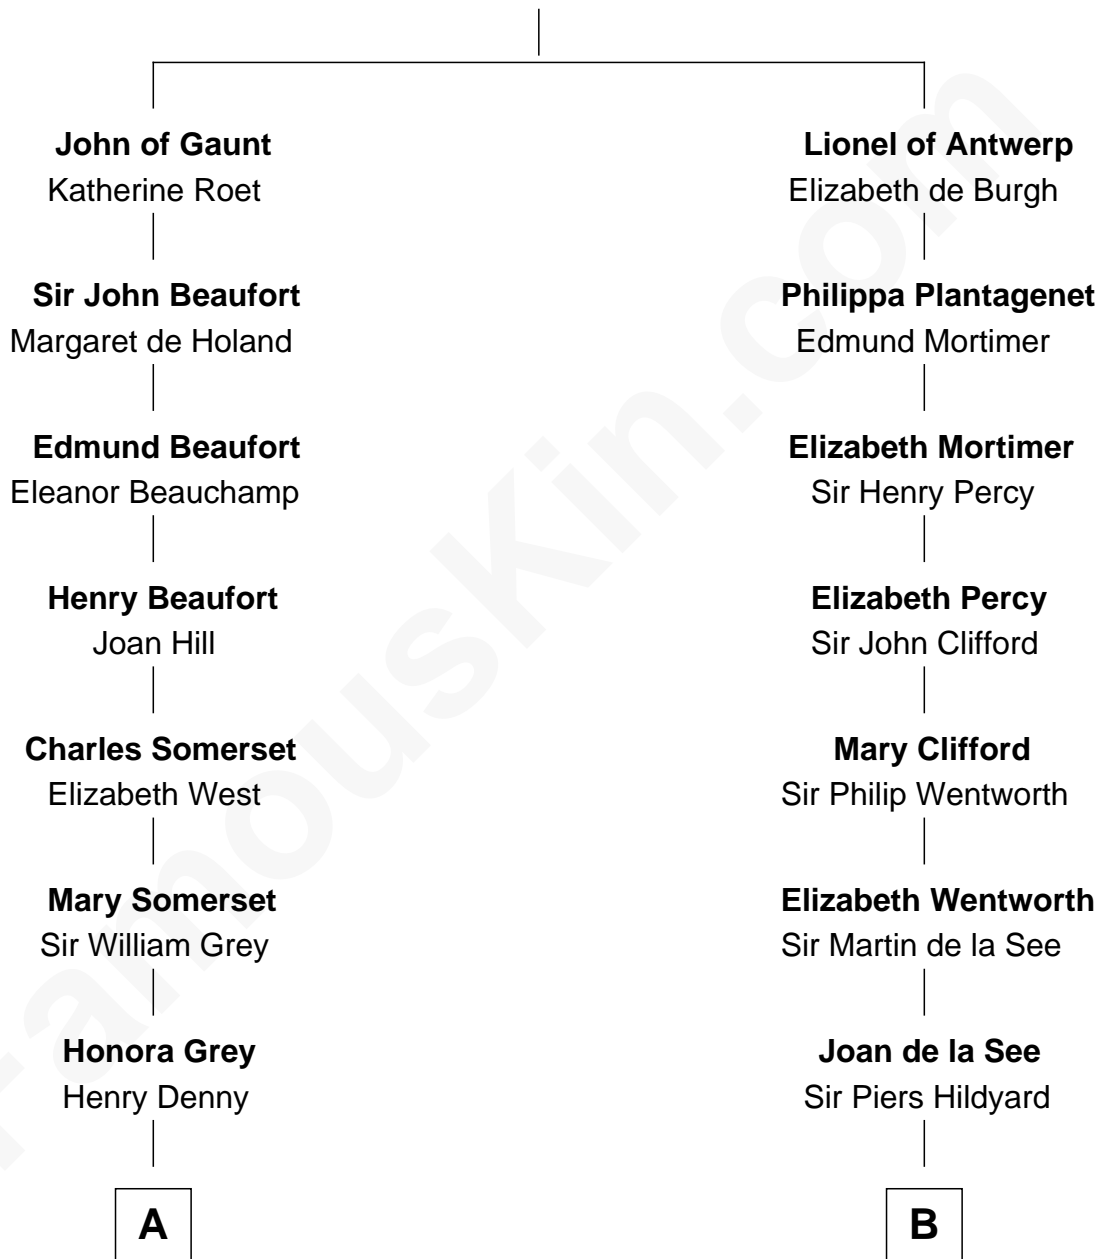 John of Gaunt
Katherine Roet
Sir John Beaufort
Margaret de Holand
Edmund Beaufort
Eleanor Beauchamp
Henry Beaufort
Joan Hill
Charles Somerset
Elizabeth West
Mary Somerset
Sir William Grey
Honora Grey
Henry Denny
A
Lionel of Antwerp
Elizabeth de Burgh
Philippa Plantagenet
Edmund Mortimer
Elizabeth Mortimer
Sir Henry Percy
Elizabeth Percy
Sir John Clifford
Mary Clifford
Sir Philip Wentworth
Elizabeth Wentworth
Sir Martin de la See
Joan de la See
Sir Piers Hildyard
B
FamousKin.com